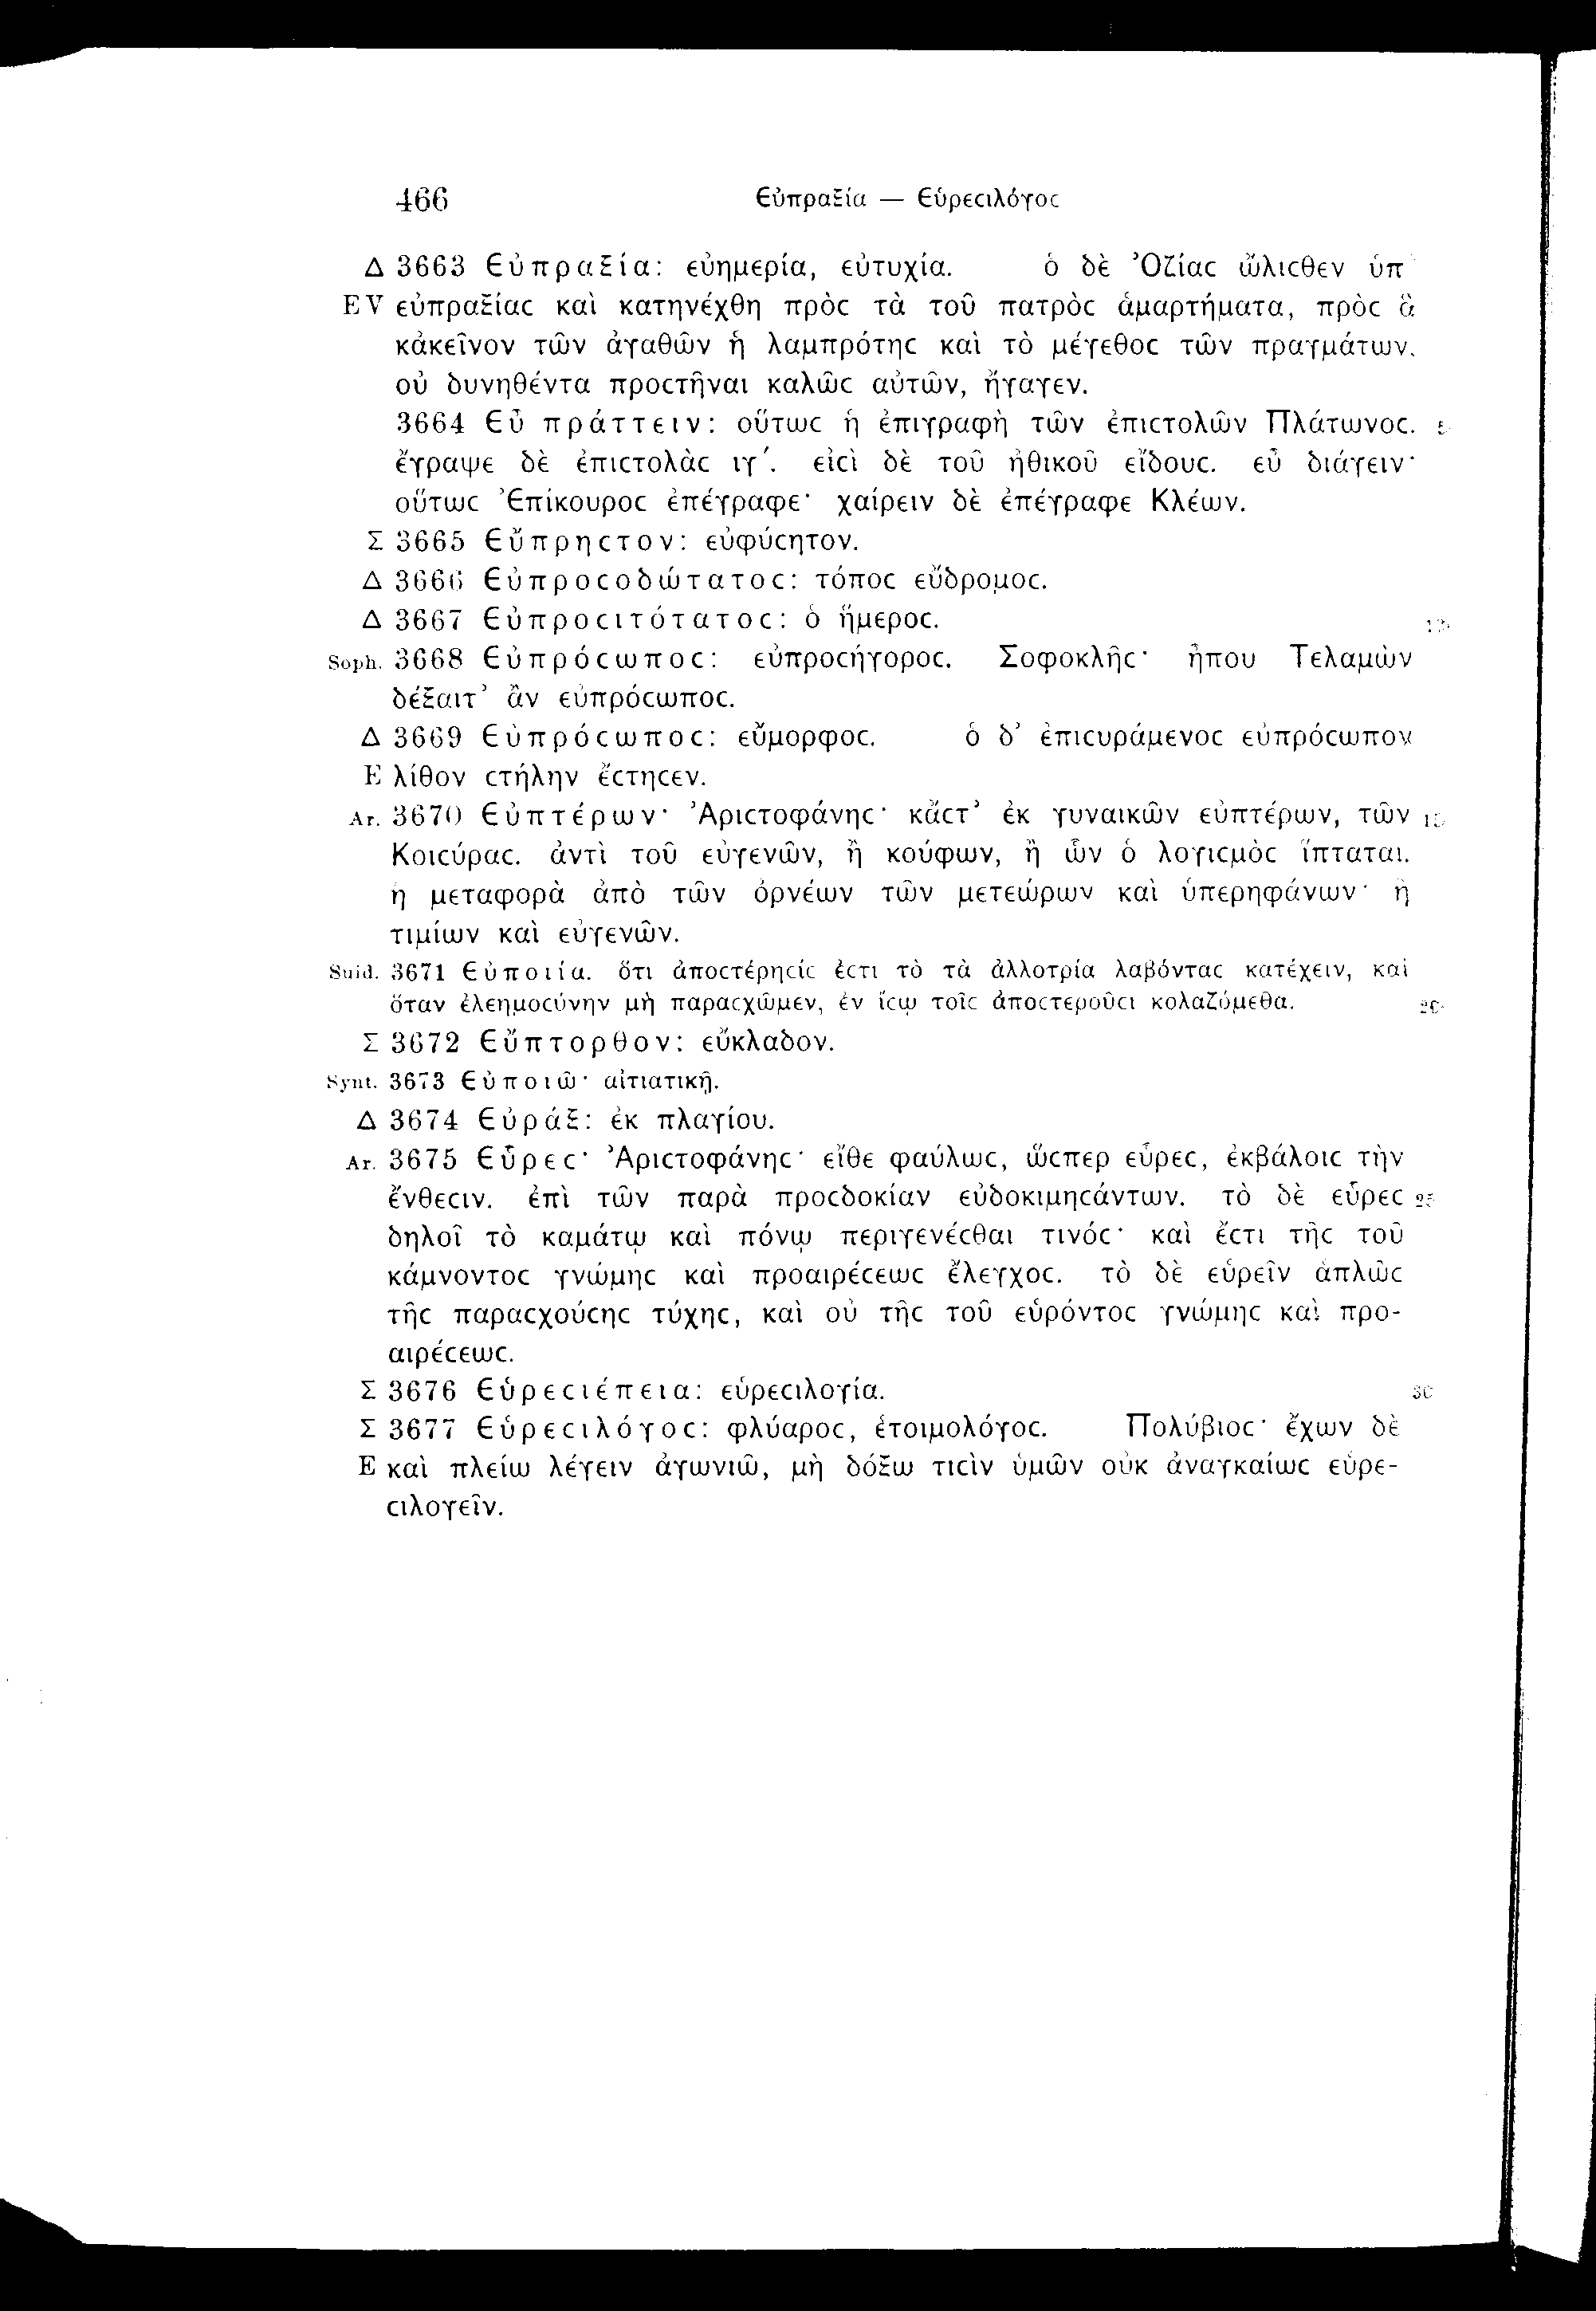 466 Εὐπραξία — Εὑρεϲιλόγοϲ
Δ 3663 Εὐπραξία: εὐημερία, εὐτυχία. ὁ δὲ Ὀζίαϲ ὤλιϲθεν ὑπ
EV εὐπραξίαϲ καὶ κατηνέχθη πρὸϲ τὰ τοῦ πατρὸϲ ἁμαρτήματα, πρὸϲ ἃ
κἀκεῖνον τῶν ἀγαθῶν ἡ λαμπρότηϲ καὶ τὸ μέγεθοϲ τῶν πραγμάτων,
οὐ δυνηθέντα προϲτῆναι καλῶϲ αὐτῶν, ἤγαγεν.
3664 Εὖ πράττειν: οὕτωϲ ἡ ἐπιγραφὴ τῶν ἐπιϲτολῶν Πλάτωνοϲ. 5
ἔγραψε δὲ ἐπιϲτολὰϲ ιγ΄. εἰϲὶ δὲ τοῦ ἠθικοῦ εἴδουϲ. εὖ διάγειν·
οὕτωϲ Ἐπίκουροϲ ἐπέγραφε· χαίρειν δὲ ἐπέγραφε Κλέων.
Σ 3665 Εὔπρηϲτον: εὐφύϲητον.
Δ 3666 Εὐπροϲοδώτατοϲ: τόποϲ εὔδρομοϲ.
Δ 3667 Εὐπροϲιτότατοϲ: ὁ ἥμεροϲ. 10
Soph. 3668 Εὐπρόϲωποϲ: εὐπροϲήγοροϲ. Σοφοκλῆϲ· ἦπου Τελαμὼν
δέξαιτ’ ἂν εὐπρόϲωποϲ.
Δ 3669 Εὐπρόϲωποϲ: εὔμορφοϲ. ὁ δ’ ἐπιϲυράμενοϲ εὐπρόϲωπον
E λίθον ϲτήλην ἔϲτηϲεν.
Ar. 3670 Εὐπτέρων· Ἀριϲτοφάνηϲ· κἄϲτ’ ἐκ γυναικῶν εὐπτέρων, τῶν 15
Κοιϲύραϲ. ἀντὶ τοῦ εὐγενῶν, ἢ κούφων, ἢ ὧν ὁ λογιϲμὸϲ ἵπταται.
ἡ μεταφορὰ ἀπὸ τῶν ὀρνέων τῶν μετεώρων καὶ ὑπερηφάνων· ἢ
τιμίων καὶ εὐγενῶν.
Suid. 3671 Εὐποιία. ὅτι ἀποϲτέρηϲίϲ ἐϲτι τὸ τὰ ἀλλοτρία λαβόνταϲ κατέχειν, καὶ
ὅταν ἐλεημοϲύνην μὴ παραϲχῶμεν, ἐν ἴϲῳ τοῖϲ ἀποϲτεροῦϲι κολαζόμεθα. 20
Σ 3672 Εὔπτορθον: εὔκλαδον.
Synt. 3673 Εὐποιῶ· αἰτιατικῇ.
Δ 3674 Εὐράξ: ἐκ πλαγίου.
Ar. 3675 Εὗρεϲ· Ἀριϲτοφάνηϲ· εἴθε φαύλωϲ, ὥϲπερ εὗρεϲ, ἐκβάλοιϲ τὴν
ἔνθεϲιν. ἐπὶ τῶν παρὰ προϲδοκίαν εὐδοκιμηϲάντων. τὸ δὲ εὗρεϲ 25
δηλοῖ τὸ καμάτῳ καὶ πόνῳ περιγενέϲθαι τινόϲ· καὶ ἔϲτι τῆϲ τοῦ
κάμνοντοϲ γνώμηϲ καὶ προαιρέϲεωϲ ἔλεγχοϲ. τὸ δὲ εὑρεῖν ἁπλῶϲ
τῆϲ παραϲχούϲηϲ τύχηϲ, καὶ οὐ τῆϲ τοῦ εὑρόντοϲ γνώμηϲ καὶ προ-
αιρέϲεωϲ.
Σ 3676 Εὑρεϲιέπεια: εὑρεϲιλογία. 30
Σ 3677 Εὑρεϲιλόγοϲ: φλύαροϲ, ἑτοιμολόγοϲ. Πολύβιοϲ· ἔχων δὲ
E καὶ πλείω λέγειν ἀγωνιῶ, μὴ δόξω τιϲὶν ὑμῶν οὐκ ἀναγκαίωϲ εὑρε-
ϲιλογεῖν.